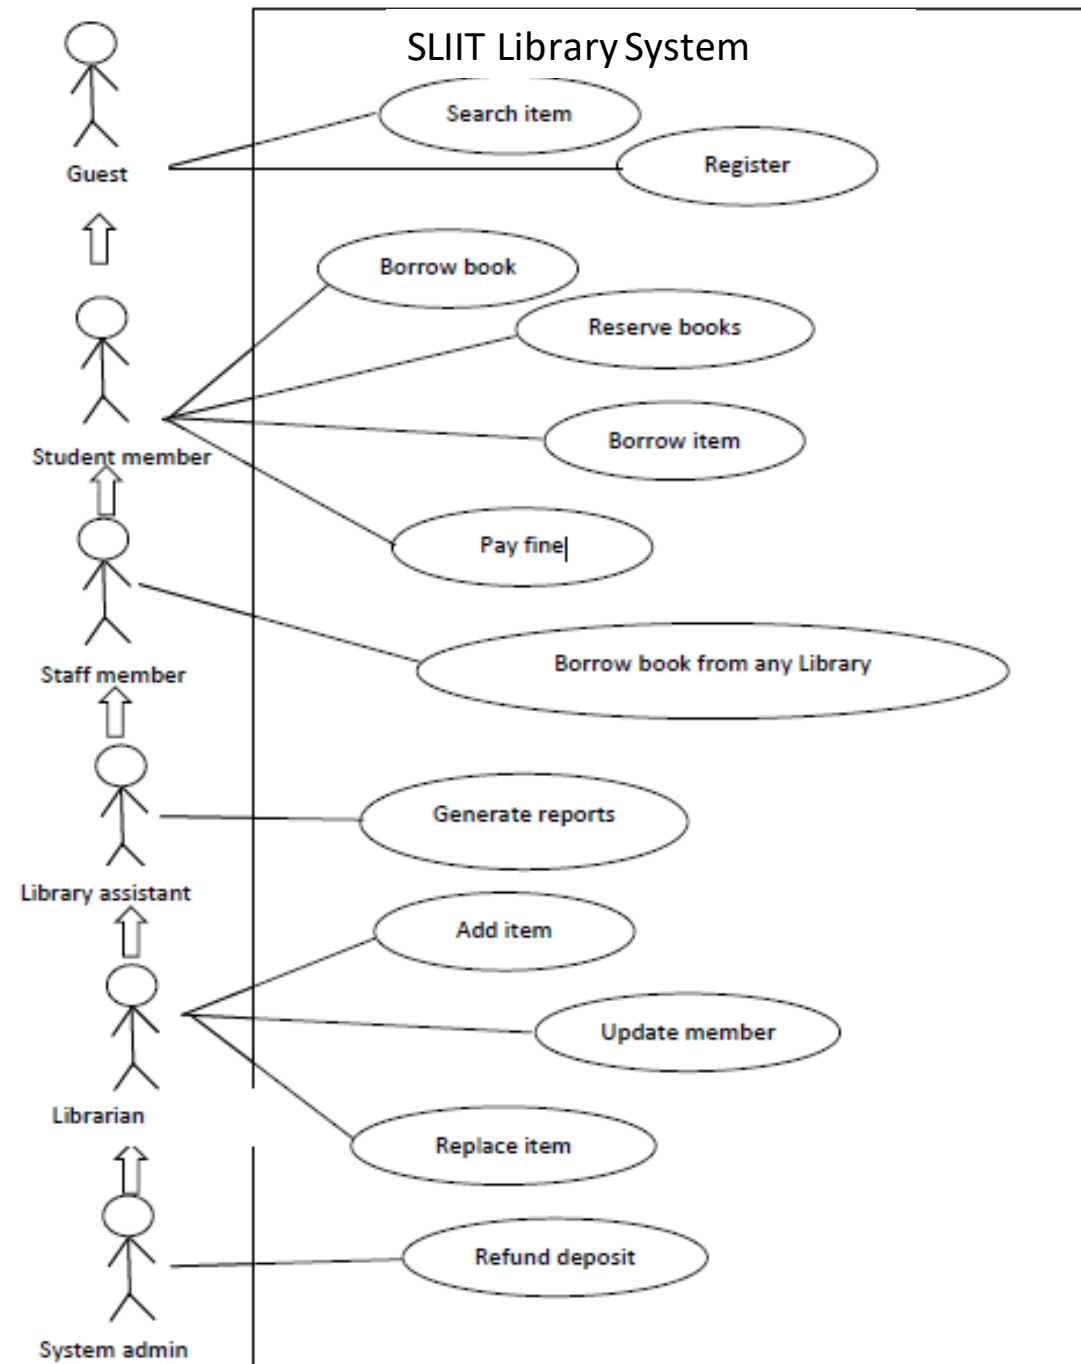 SLIIT Library System
Search item
Register
Guest
Borrow book
Reserve books
Borrow item
Student member
Pay fine
Borrow book from any Library
Staff member
Generate reports
Library assistant
Add item
Update member
Librarian
Replace item
Refund deposit
System admin